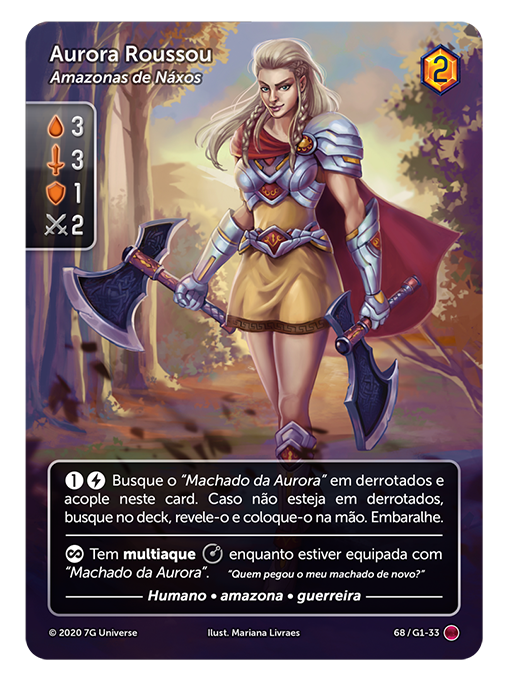 Aurora Roussou
Amazonas de Náxos
2
3
3
1
2
1 Busque o “Machado da Aurora” em derrotados e
acople neste card. Caso não esteja em derrotados,
busque no deck, revele-o e coloque-o na mão. Embaralhe.
∞ Tem multiaque enquanto estiver equipada com
“Machado da Aurora”. “Quem pegou o meu machado de novo?”
Humano • amazona • guerreira
© 2020 7G Universe Ilust. Mariana Livraes 68 / G1-33